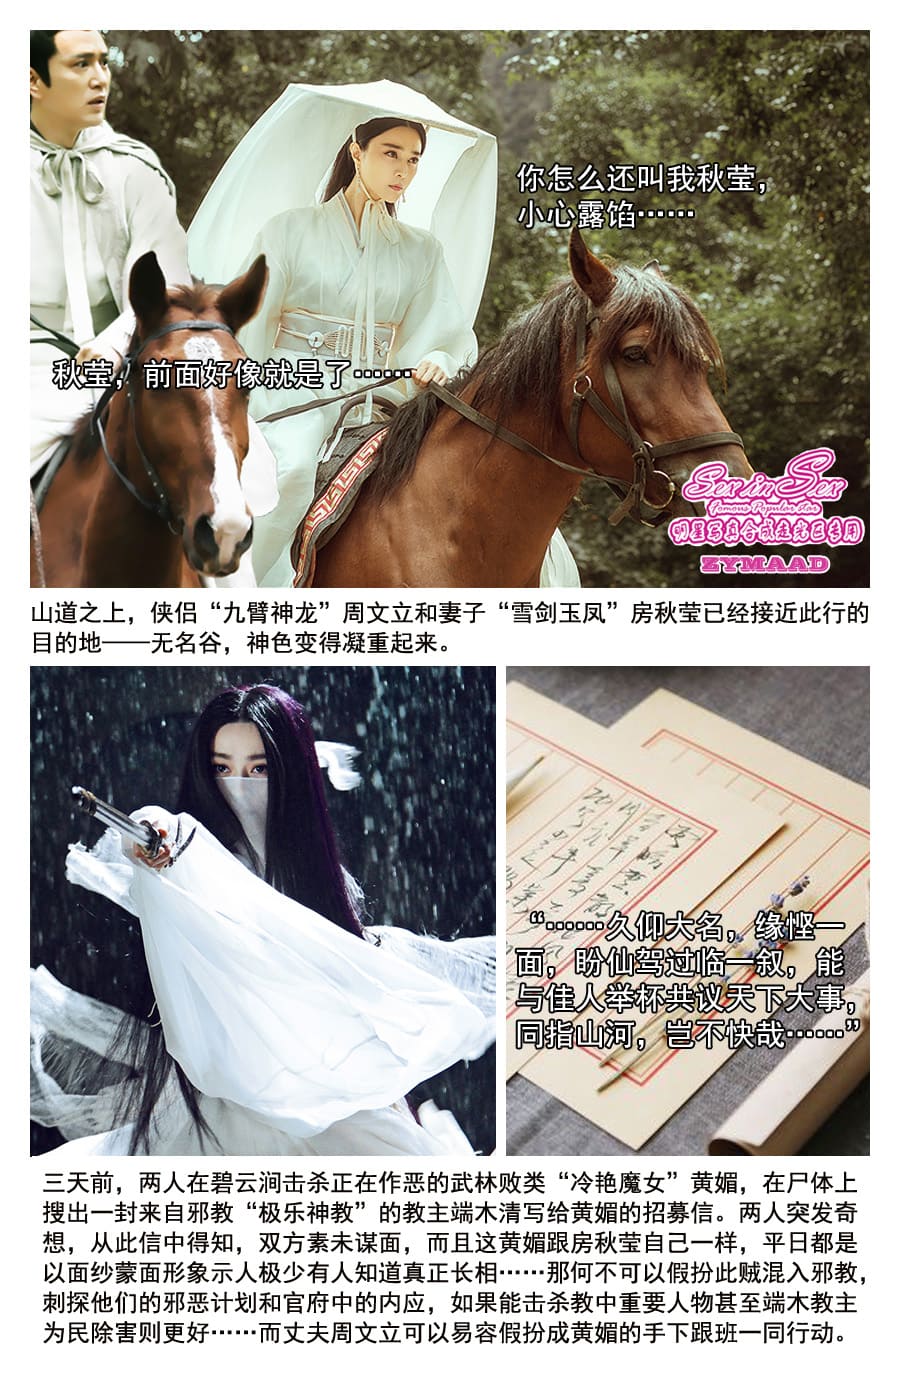 你怎么还叫我秋莹，
小心露馅……
秋莹，前面好像就是了……
Sex in Sex
Famous Popular star
明星写真合成走光区专用
ZYMAAD
山道之上，侠侣“九臂神龙”周文立和妻子“雪剑玉凤”房秋莹已经接近此行的
目的地——无名谷，神色变得凝重起来。
“……久仰大名，缘悭一
面，盼仙驾过临一叙，能
与佳人举杯共议天下大事，
同指山河，岂不快哉……”
三天前，两人在碧云涧击杀正在作恶的武林败类“冷艳魔女”黄媚，在尸体上
搜出一封来自邪教“极乐神教”的教主端木清写给黄媚的招募信。两人突发奇
想，从此信中得知，双方素未谋面，而且这黄媚跟房秋莹自己一样，平日都是
以面纱蒙面形象示人极少有人知道真正长相……那何不可以假扮此贼混入邪教，
刺探他们的邪恶计划和官府中的内应，如果能击杀教中重要人物甚至端木教主
为民除害则更好……而丈夫周文立可以易容假扮成黄媚的手下跟班一同行动。